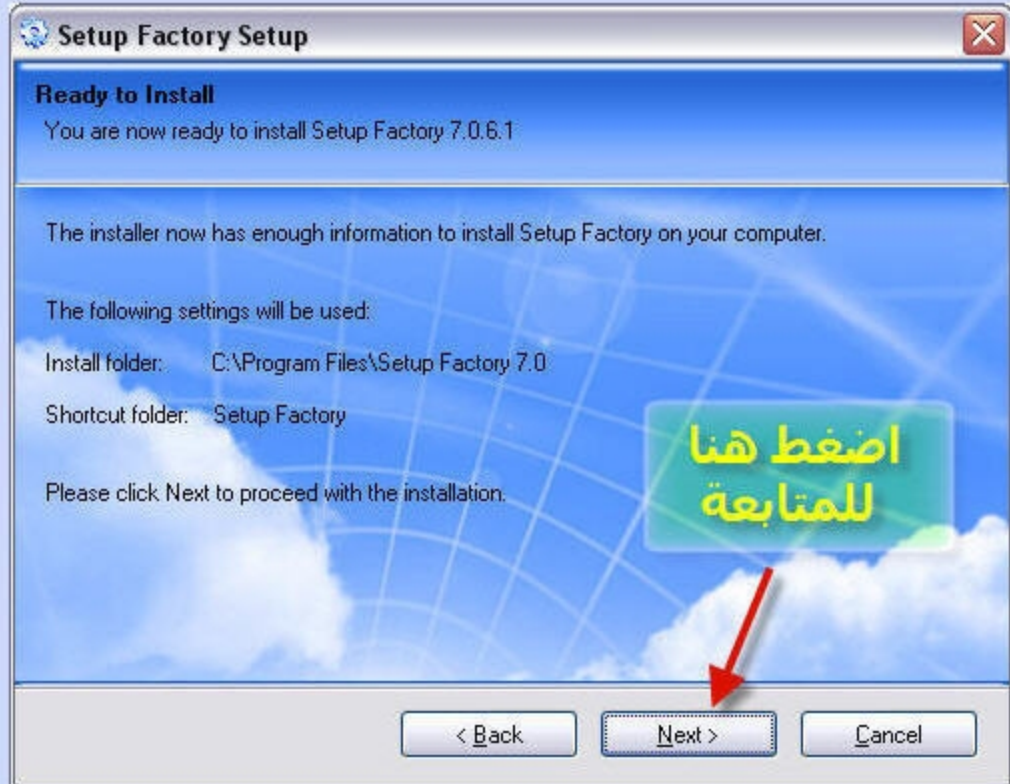 Setup Factory Setup
Ready to Install
You are now ready to install Setup Factory 7.0.6.1
The installer now has enough information to install Setup Factory on your computer.
The following settings will be used:
Install folder: C:\Program Files\Setup Factory 7.0
Shortcut folder: Setup Factory
اضغط هنا
للمتابعة
Please click Next to proceed with the installation.
< Back
Next >
Cancel